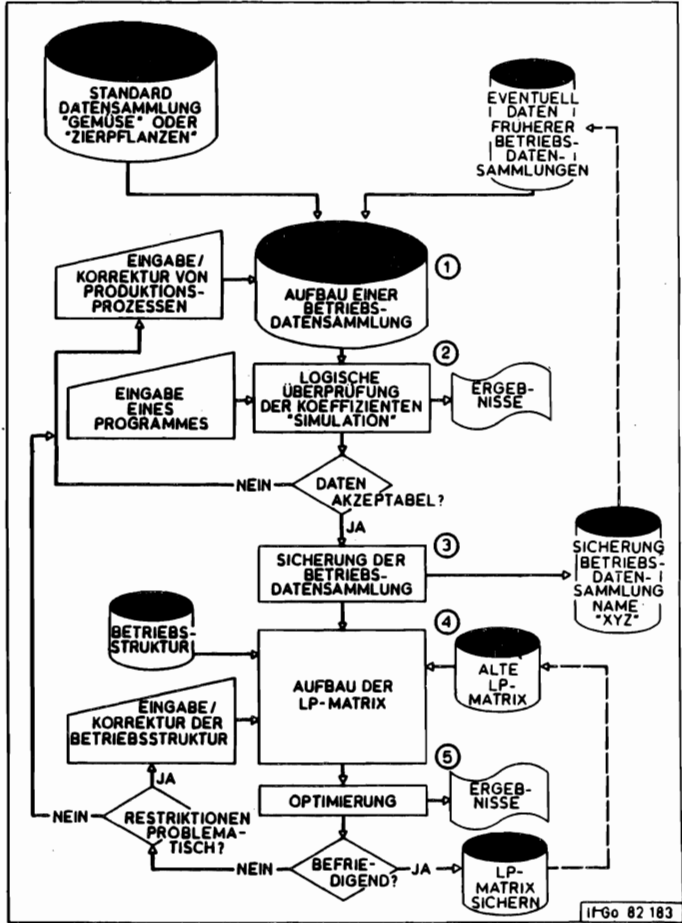 STANDARD
DATENSAMMLUNG
"GEMÜSE" ODER
"ZIERPFLANZEN"
EVENTUELL
DATEN
FRÜHERER
BETRIEBS-
DATEN-
SAMMLUNGEN
EINGABE/
KORREKTUR VON
PRODUKTIONS-
PROZESSEN
1
AUFBAU EINER
BETRIEBS-
DATENSAMMLUNG
2
EINGABE
EINES
PROGRAMMES
LOGISCHE
ÜBERPRÜFUNG
DER KOEFFIZIENTEN
"SIMULATION"
ERGEB-
NISSE
NEIN
DATEN
AKZEPTABEL?
JA
3
SICHERUNG DER
BETRIEBS-
DATENSAMMLUNG
SICHERUNG
BETRIEBS-
DATEN-
SAMMLUNG
NAME
"XYZ"
4
BETRIEBS-
STRUKTUR
AUFBAU DER
LP-MATRIX
ALTE
LP-
MATRIX
EINGABE/
KORREKTUR DER
BETRIEBSSTRUKTUR
5
JA
OPTIMIERUNG
ERGEB-
NISSE
NEIN
RESTRIKTIONEN
PROBLEMA-
TISCH?
NEIN
BEFRIE-
DIGEND?
JA
LP-
MATRIX
SICHERN
82 183